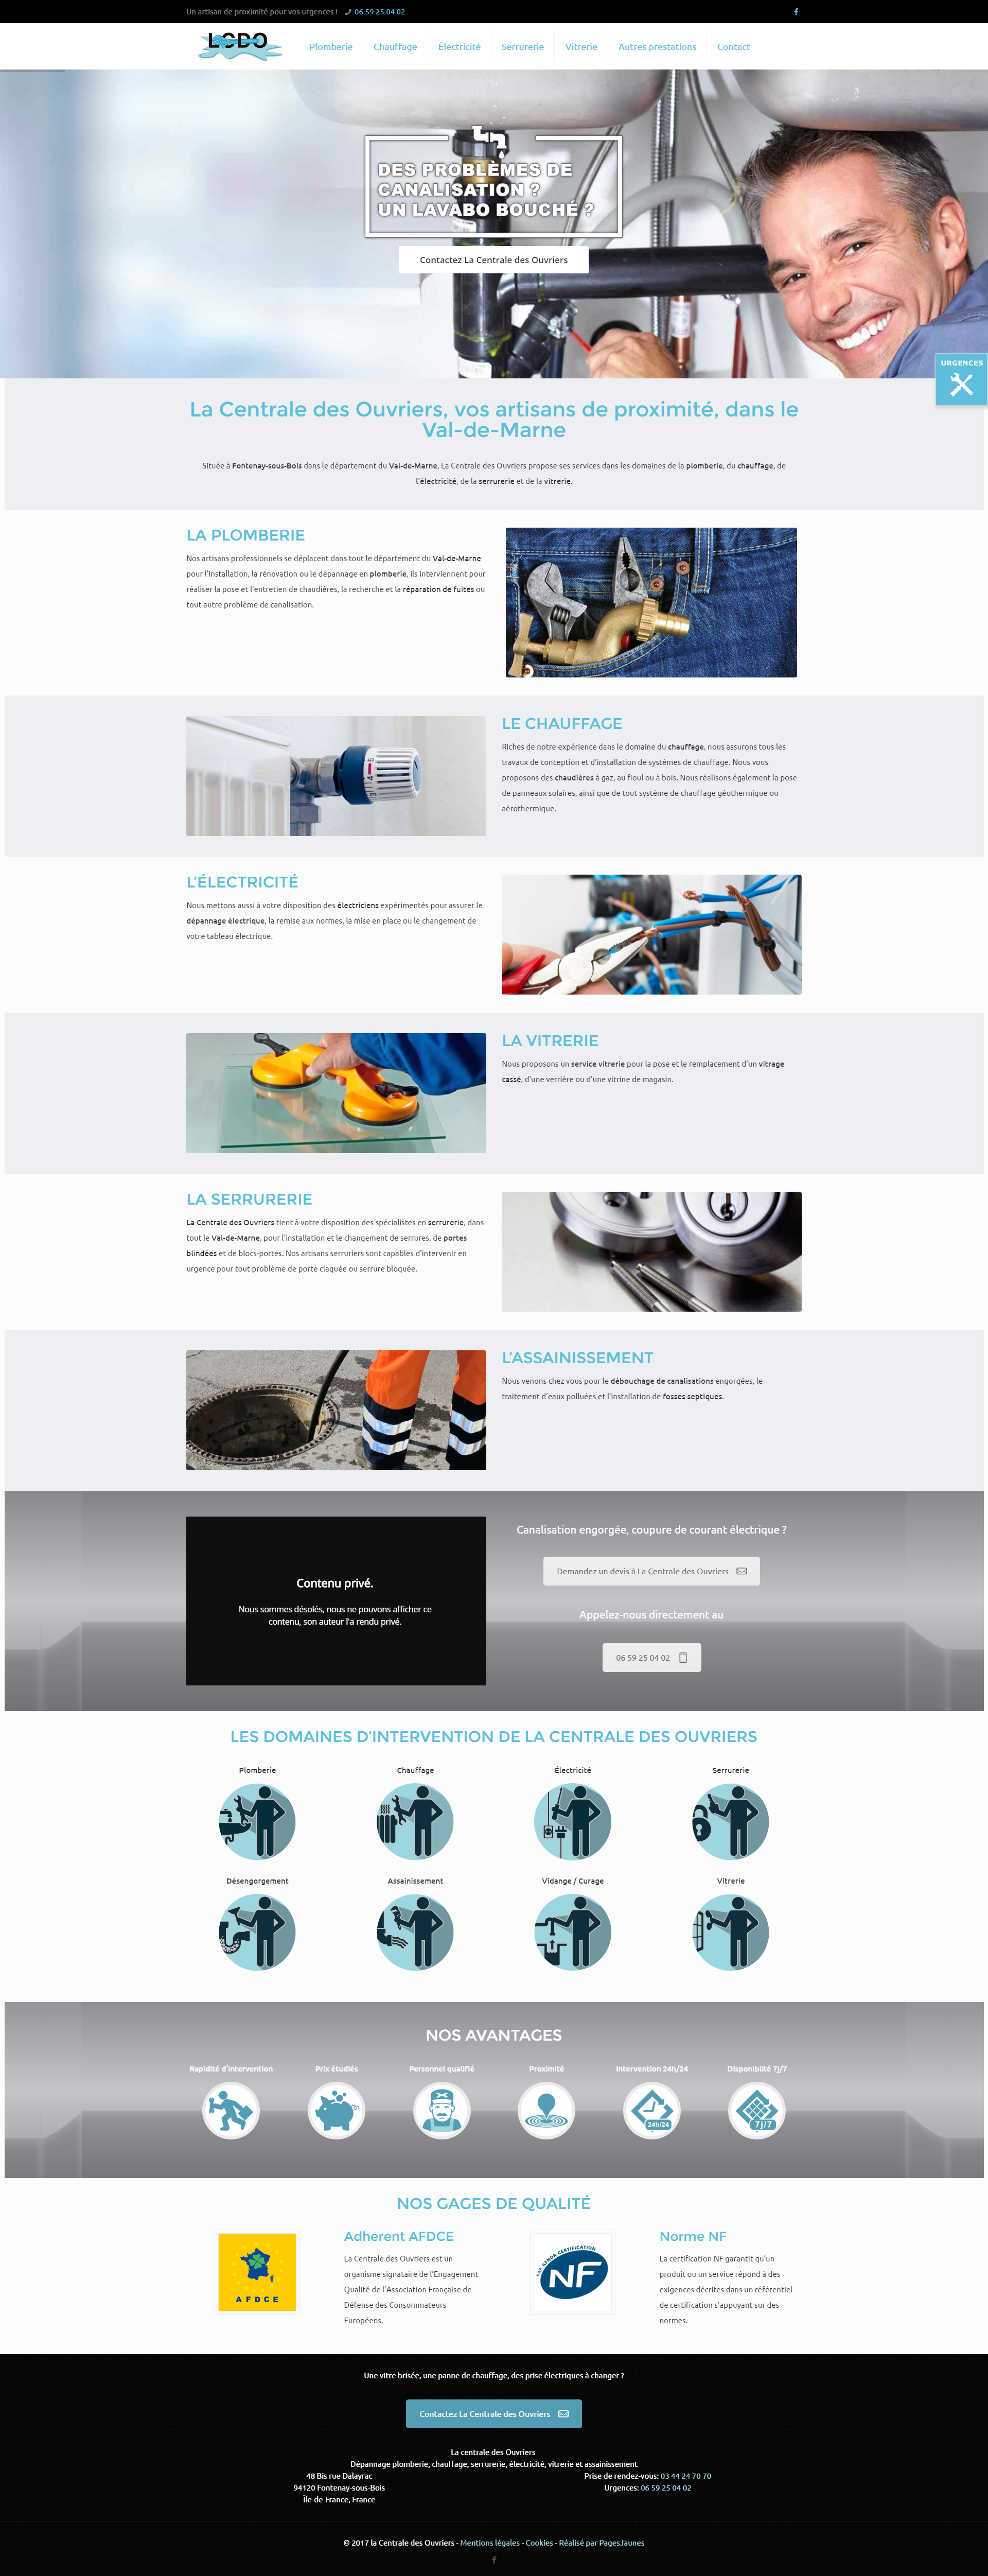 Un artisan de proximité pour vos urgences ! 06 59 25 04 02
LCDO
Plomberie
Chauffage
Électricité
Serrurerie
Vitrerie
Autres prestations
Contact
DES PROBLÈMES DE
CANALISATION ?
UN LAVABO BOUCHÉ ?
Contactez La Centrale des Ouvriers
URGENCES
La Centrale des Ouvriers, vos artisans de proximité, dans le
Val-de-Marne
Située à Fontenay-sous-Bois dans le département du Val-de-Marne, La Centrale des Ouvriers propose ses services dans les domaines de la plomberie, du chauffage, de
l'électricité, de la serrurerie et de la vitrerie.
LA PLOMBERIE
Nos artisans professionnels se déplacent dans tout le département du Val-de-Marne
pour l'installation, la rénovation ou le dépannage en plomberie, ils interviennent pour
réaliser la pose et l'entretien de chaudières, la recherche et la réparation de fuites ou
tout autre problème de canalisation.
LE CHAUFFAGE
Riches de notre expérience dans le domaine du chauffage, nous assurons tous les
travaux de conception et d'installation de systèmes de chauffage. Nous vous
proposons des chaudières à gaz, au fioul ou à bois. Nous réalisons également la pose
de panneaux solaires, ainsi que de tout système de chauffage géothermique ou
aérothermique.
L'ÉLECTRICITÉ
Nous mettons aussi à votre disposition des électriciens expérimentés pour assurer le
dépannage électrique, la remise aux normes, la mise en place ou le changement de
votre tableau électrique.
LA VITRERIE
Nous proposons un service vitrerie pour la pose et le remplacement d'un vitrage
cassé, d'une verrière ou d'une vitrine de magasin.
LA SERRURERIE
La Centrale des Ouvriers tient à votre disposition des spécialistes en serrurerie, dans
tout le Val-de-Marne, pour l'installation et le changement de serrures, de portes
blindées et de blocs-portes. Nos artisans serruriers sont capables d'intervenir en
urgence pour tout problème de porte claquée ou serrure bloquée.
L'ASSAINISSEMENT
Nous venons chez vous pour le débouchage de canalisations engorgées, le
traitement d'eaux polluées et l'installation de fosses septiques.
Contenu privé.
Nous sommes désolés, nous ne pouvons afficher ce
contenu, son auteur l'a rendu privé.
Canalisation engorgée, coupure de courant électrique ?
Demandez un devis à La Centrale des Ouvriers
Appelez-nous directement au
06 59 25 04 02
LES DOMAINES D'INTERVENTION DE LA CENTRALE DES OUVRIERS
Plomberie
Chauffage
Électricité
Serrurerie
Désengorgement
Assainissement
Vidange / Curage
Vitrerie
NOS AVANTAGES
Rapidité d'intervention
Prix étudiés
Personnel qualifié
Proximité
Intervention 24h/24
Disponiblité 7j/7
24h/24
7j/7
NOS GAGES DE QUALITÉ
AFDCE
Adherent AFDCE
La Centrale des Ouvriers est un
organisme signataire de l'Engagement
Qualité de l'Association Française de
Défense des Consommateurs
Européens.
PAR AFNOR CERTIFICATION
NF
Norme NF
La certification NF garantit qu'un
produit ou un service répond à des
exigences décrites dans un référentiel
de certification s'appuyant sur des
normes.
Une vitre brisée, une panne de chauffage, des prise électriques à changer ?
Contactez La Centrale des Ouvriers
La centrale des Ouvriers
Dépannage plomberie, chauffage, serrurerie, électricité, vitrerie et assainissement
48 Bis rue Dalayrac
94120 Fontenay-sous-Bois
Île-de-France, France
Prise de rendez-vous: 03 44 24 70 70
Urgences: 06 59 25 04 02
© 2017 la Centrale des Ouvriers - Mentions légales - Cookies - Réalisé par PagesJaunes